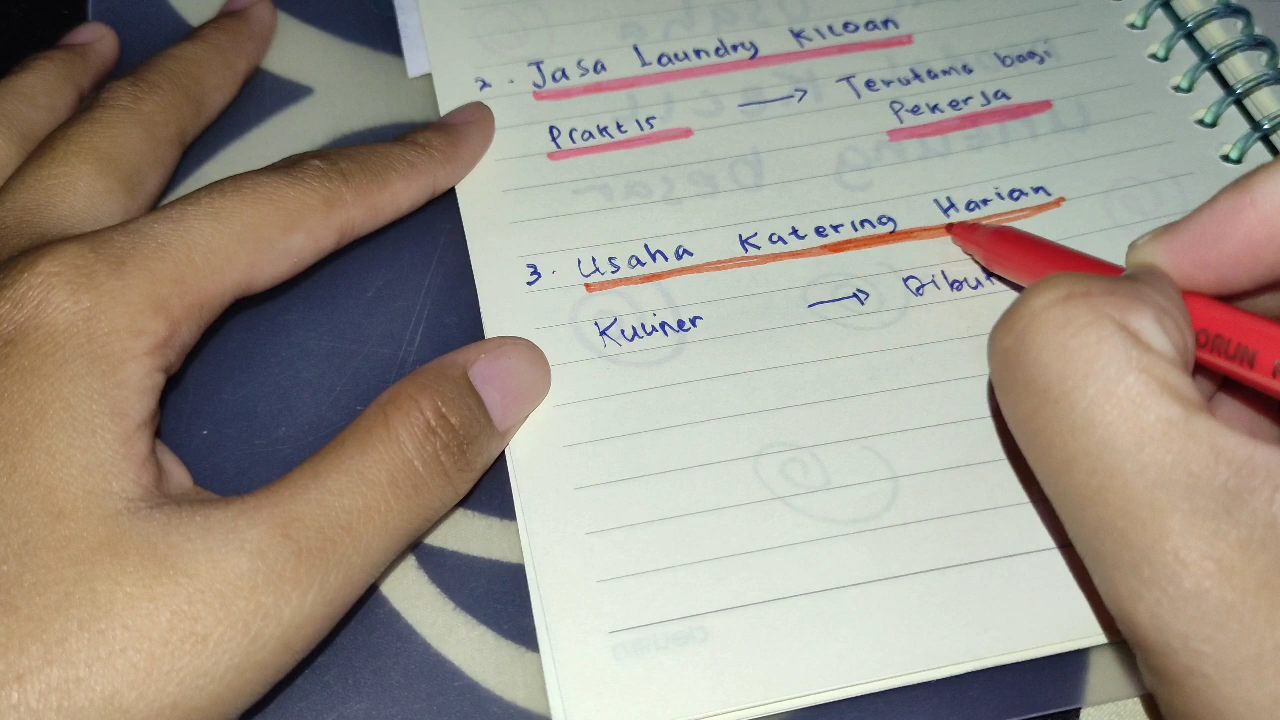 2. Jasa Laundry Kiloan
Praktis → Terutama bagi
Pekerja
3. Usaha Katering Harian
Kuliner →